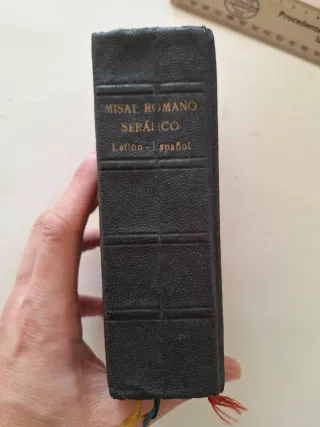 MISAL ROMANO
SERÁFICO
Latino - Español